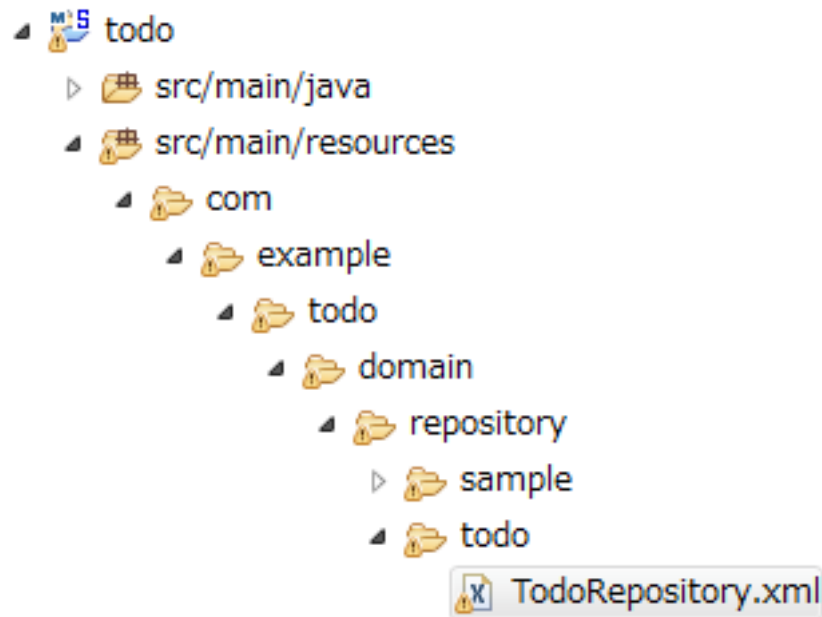 todo
src/main/java
src/main/resources
com
example
todo
domain
repository
sample
todo
TodoRepository.xml